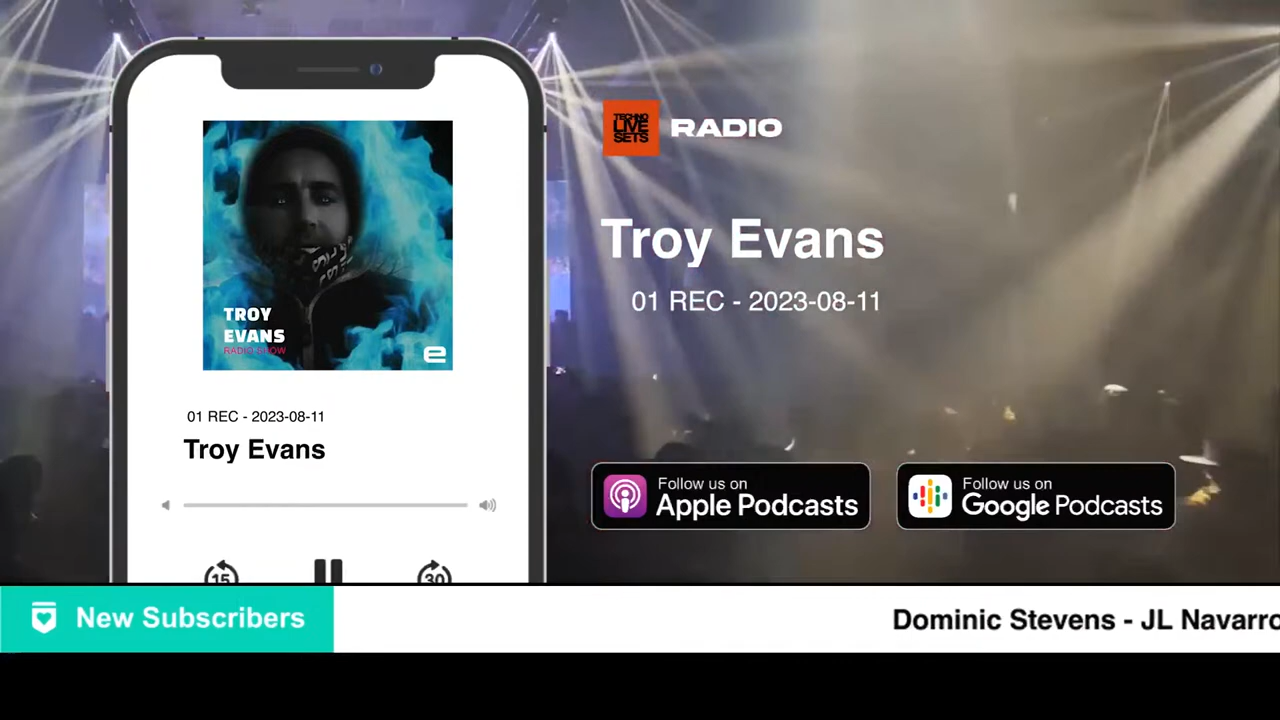 TECHNO
LIVE
SETS
RADIO
Troy Evans
01 REC - 2023-08-11
TROY
EVANS
RADIO SHOW
01 REC - 2023-08-11
Troy Evans
15
30
Follow us on
Apple Podcasts
Follow us on
Google Podcasts
New Subscribers
Dominic Stevens - JL Navarro